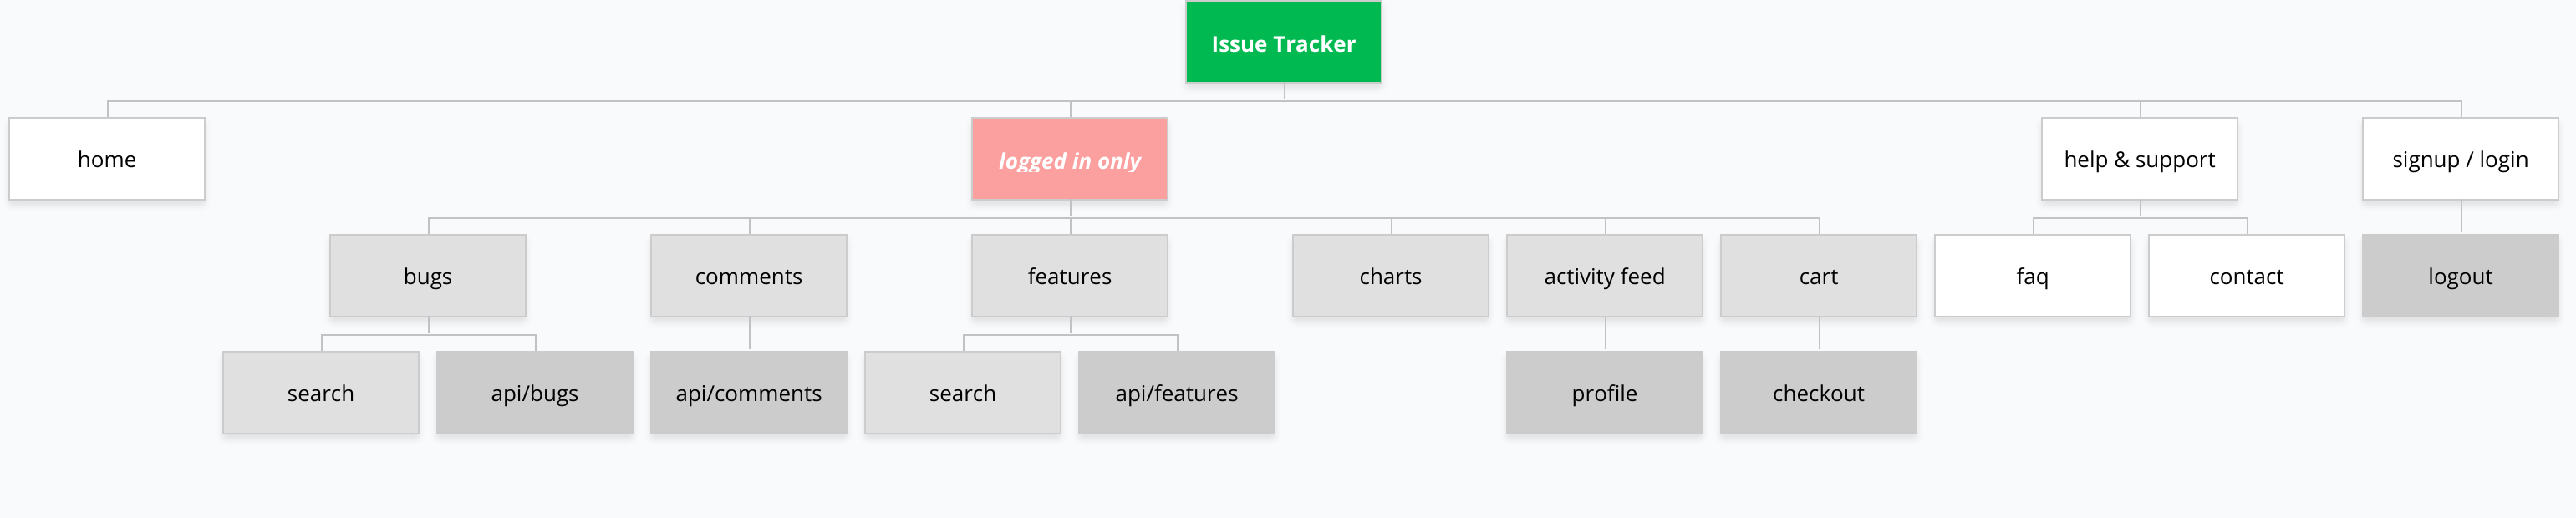 Issue Tracker
home
logged in only
help & support
signup / login
bugs
comments
features
charts
activity feed
cart
faq
contact
logout
search
api/bugs
api/comments
search
api/features
profile
checkout